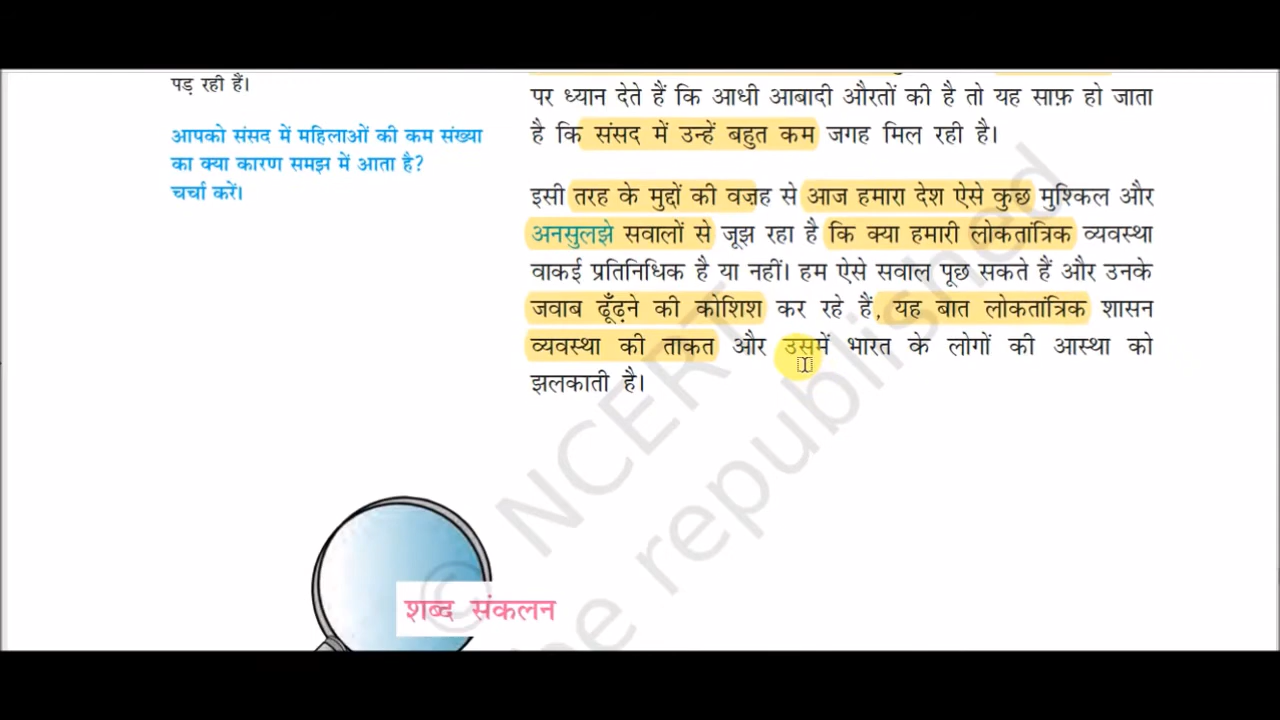 पड़ रही हैं।
आपको संसद में महिलाओं की कम संख्या
का क्या कारण समझ में आता है?
चर्चा करें।
पर ध्यान देते हैं कि आधी आबादी औरतों की है तो यह साफ़ हो जाता
है कि संसद में उन्हें बहुत कम जगह मिल रही है।
इसी तरह के मुद्दों की वजह से आज हमारा देश ऐसे कुछ मुश्किल और
अनसुलझे सवालों से जूझ रहा है कि क्या हमारी लोकतांत्रिक व्यवस्था
वाकई प्रतिनिधिक है या नहीं। हम ऐसे सवाल पूछ सकते हैं और उनके
जवाब ढूँढ़ने की कोशिश कर रहे हैं, यह बात लोकतांत्रिक शासन
व्यवस्था की ताकत और उसमें भारत के लोगों की आस्था को
झलकाती है।
© NCERT
be republished
शब्द संकलन